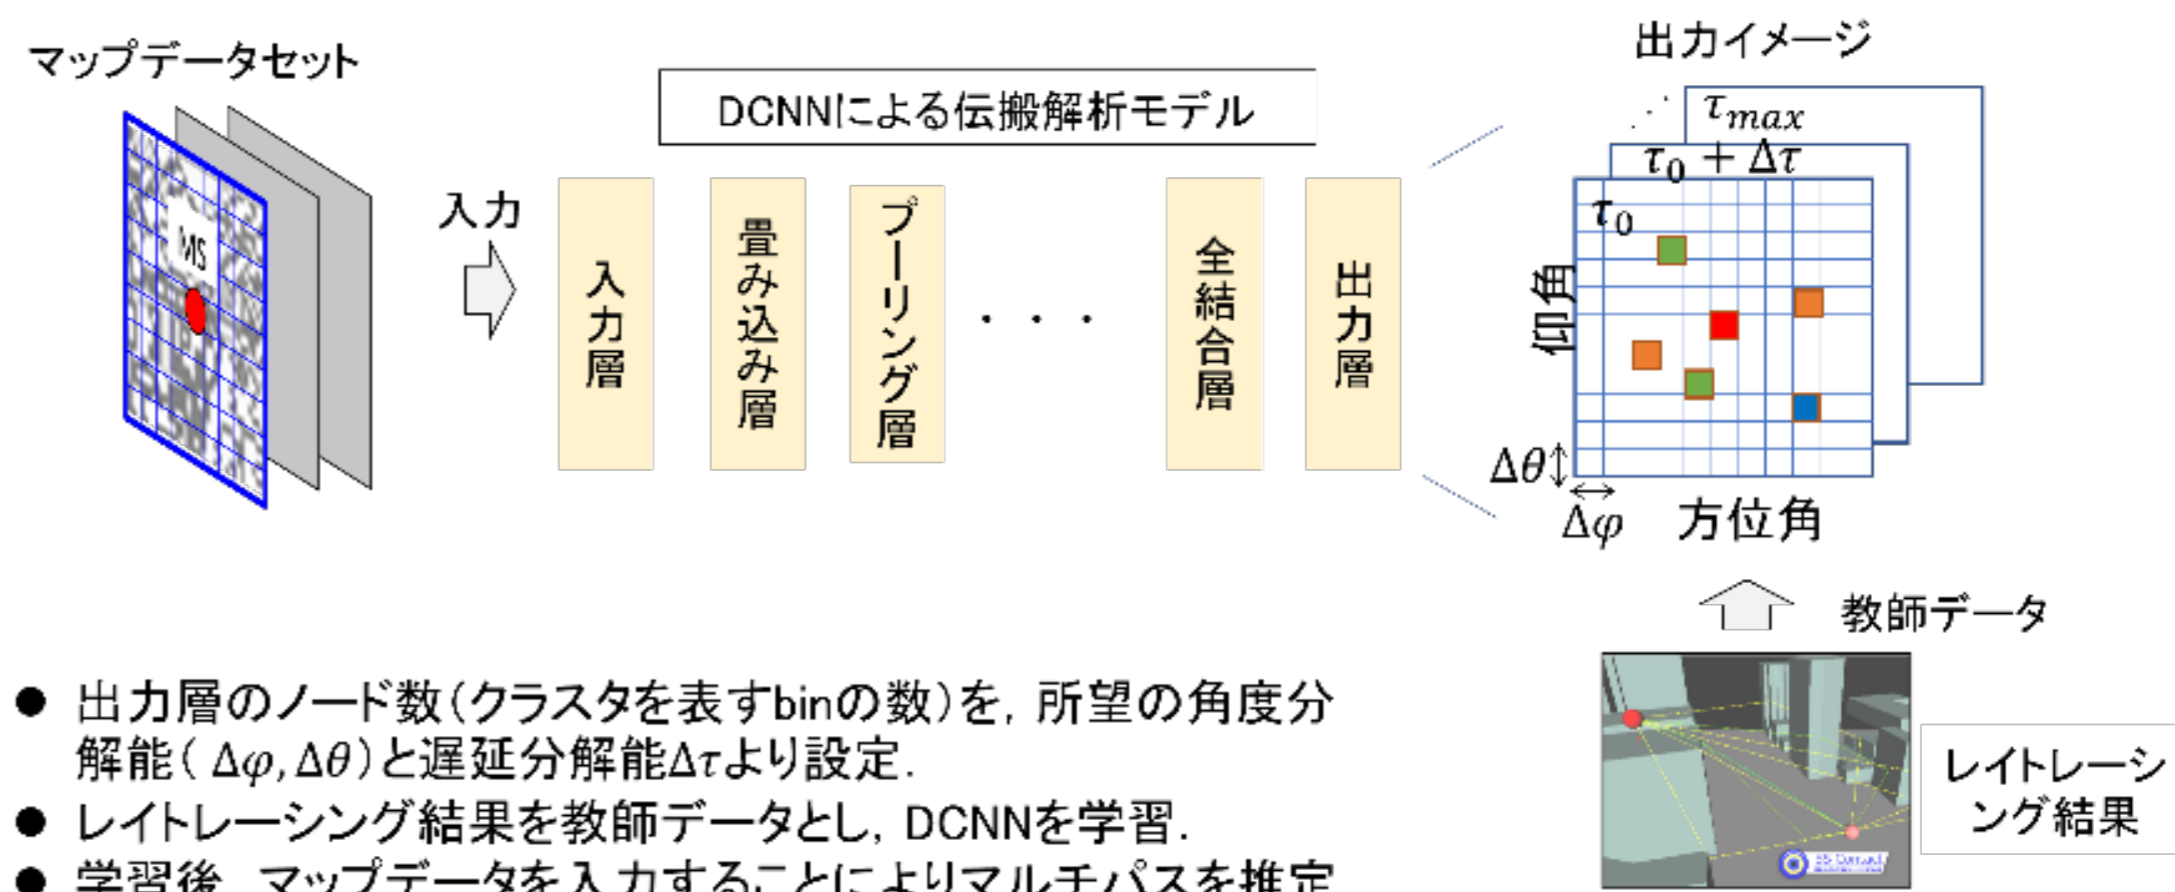 マップデータセット
MS
入力
DCNNによる伝搬解析モデル
入力層
畳み込み層
プーリング層
・・・
全結合層
出力層
出力イメージ
τmax
τ0 + Δτ
τ0
仰角
Δθ
Δφ
方位角
教師データ
レイトレーシ
ング結果
● 出力層のノード数(クラスタを表すbinの数)を, 所望の角度分
解能( Δφ, Δθ)と遅延分解能Δτより設定.
● レイトレーシング結果を教師データとし, DCNNを学習.
● 学習後, マップデータを入力することによりマルチパスを推定